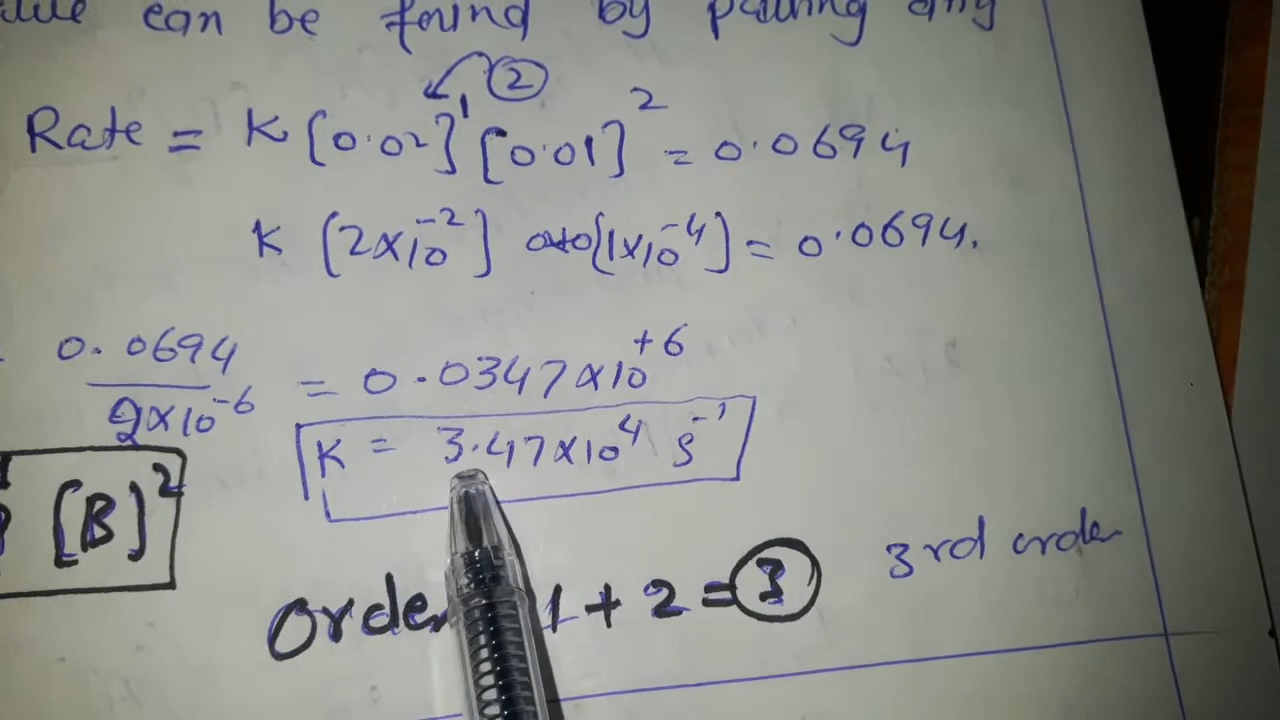 can be found by putting any
②
Rate = K [0.02]¹ [0.01]² = 0.0694
K [2×10⁻²] [1×10⁻⁴] = 0.0694.
0.0694 / 2×10⁻⁶ = 0.0347×10⁺⁶
K = 3.47×10⁴ S⁻¹
[B]²
Order 1+2=③ 3rd order